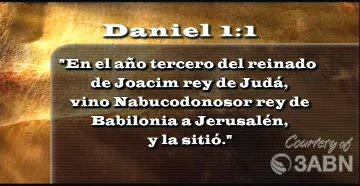 Daniel 1:1
"En el año tercero del reinado
de Joacim rey de Judá,
vino Nabucodonosor rey de
Babilonia a Jerusalén,
y la sitió."
Courtesy of
3ABN